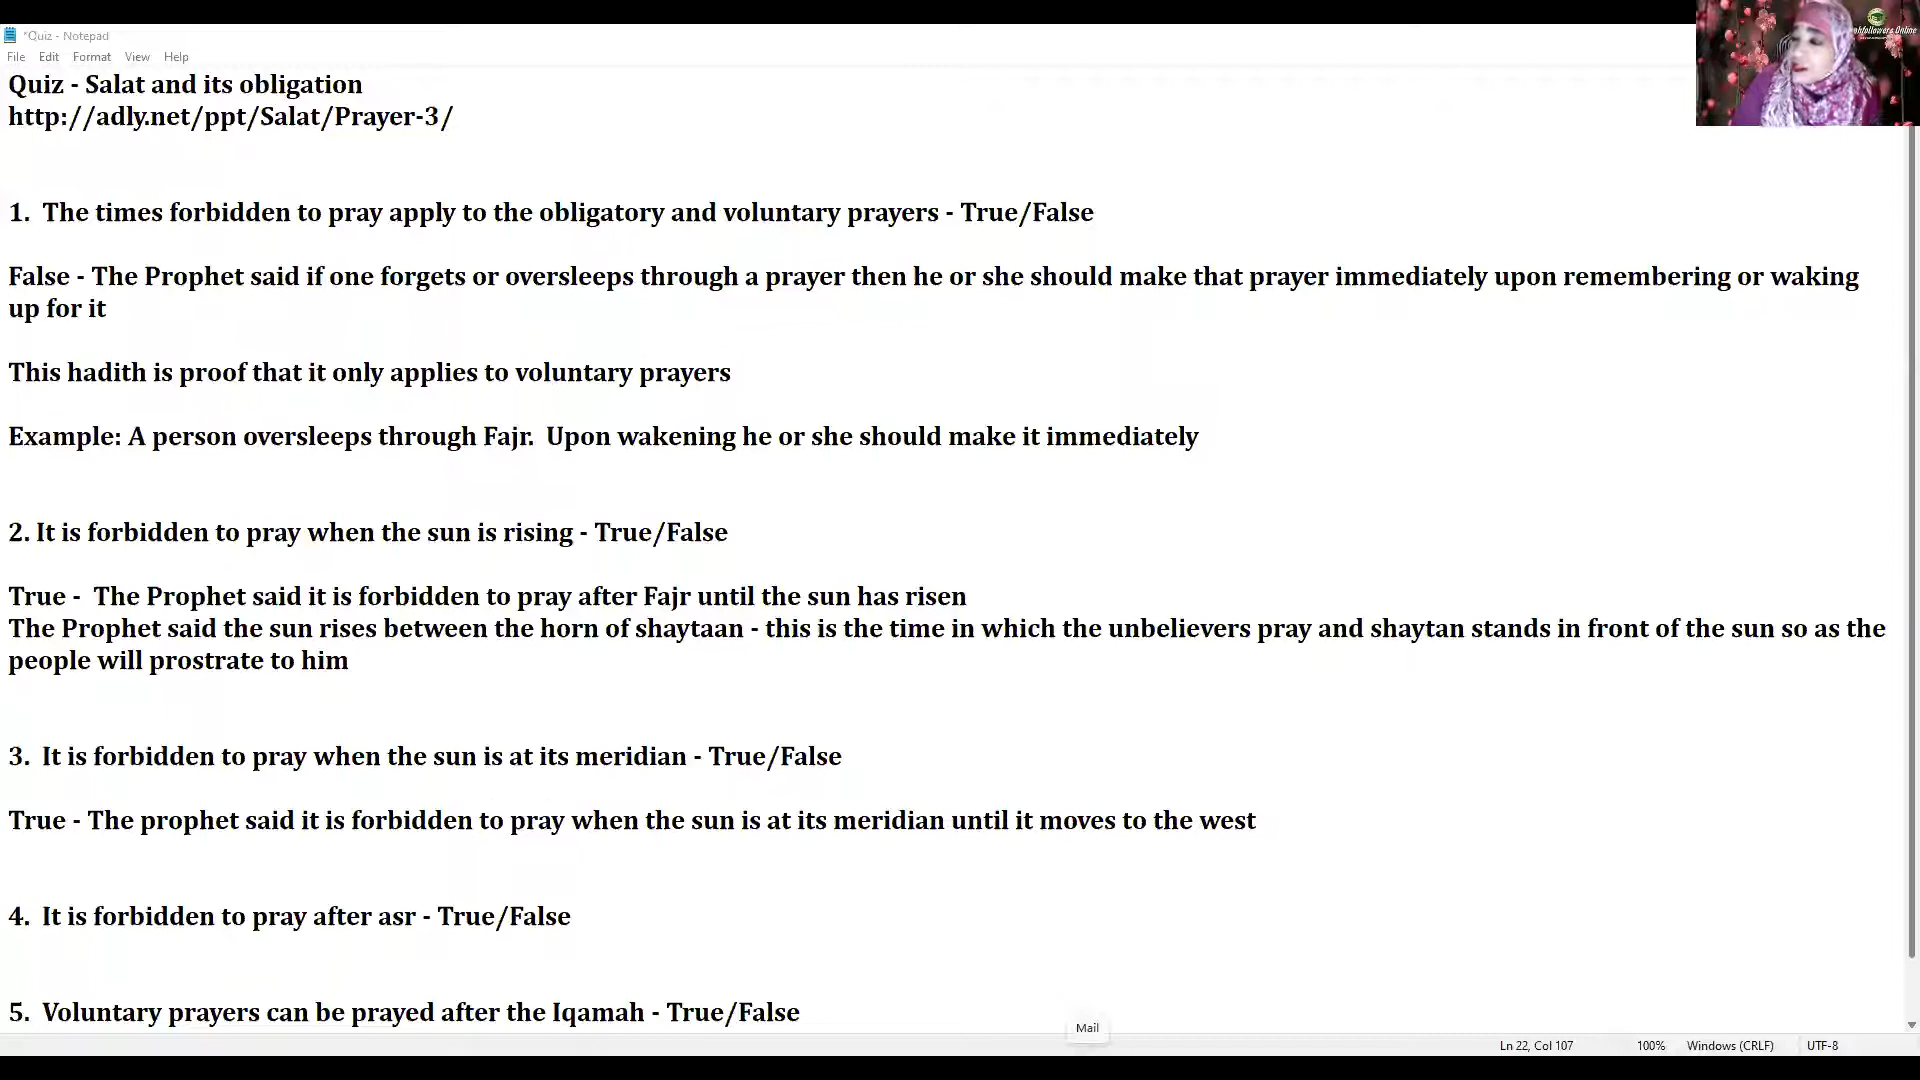 *Quiz - Notepad
File Edit Format View Help
Quiz - Salat and its obligation
http://adly.net/ppt/Salat/Prayer-3/
1. The times forbidden to pray apply to the obligatory and voluntary prayers - True/False
False - The Prophet said if one forgets or oversleeps through a prayer then he or she should make that prayer immediately upon remembering or waking
up for it
This hadith is proof that it only applies to voluntary prayers
Example: A person oversleeps through Fajr. Upon wakening he or she should make it immediately
2. It is forbidden to pray when the sun is rising - True/False
True - The Prophet said it is forbidden to pray after Fajr until the sun has risen
The Prophet said the sun rises between the horn of shaytaan - this is the time in which the unbelievers pray and shaytan stands in front of the sun so as the
people will prostrate to him
3. It is forbidden to pray when the sun is at its meridian - True/False
True - The prophet said it is forbidden to pray when the sun is at its meridian until it moves to the west
4. It is forbidden to pray after asr - True/False
5. Voluntary prayers can be prayed after the Iqamah - True/False
Mail
Ln 22, Col 107 100% Windows (CRLF) UTF-8